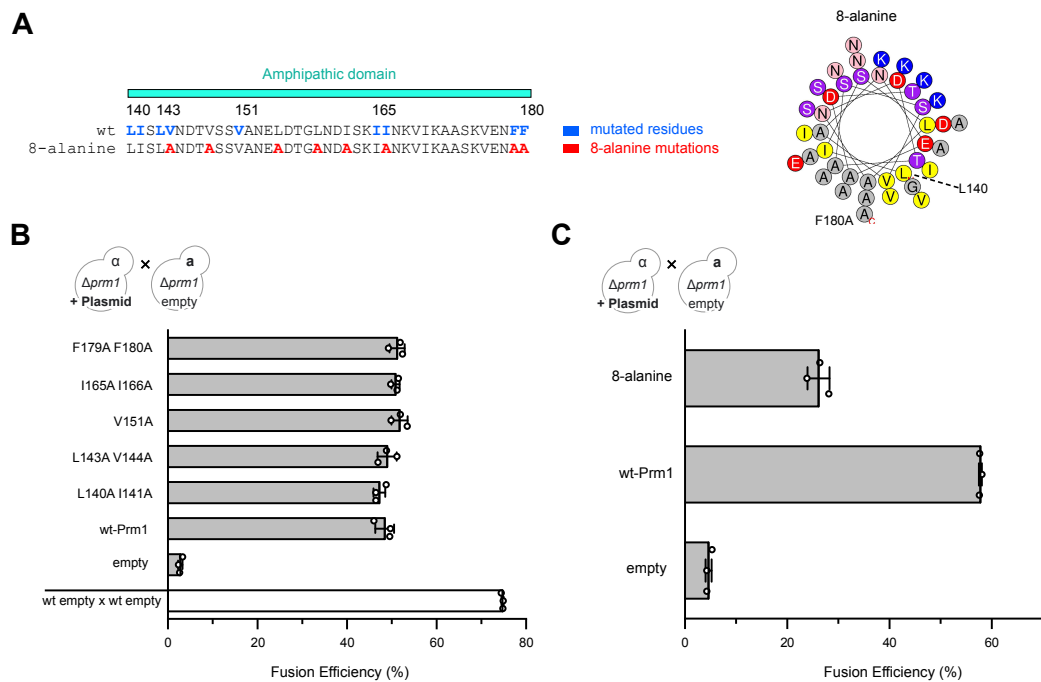 A
Amphipathic domain
140 143 151 165 180
wt LISLVNDTVSSVANELDTGLNDISKIINKVIKAASKVENFF
8-alanine LISLANDTASSVANEADTGANDASKIANKVIKAASKVENAA
mutated residues
8-alanine mutations
8-alanine
N
N K
N S S N D K
S D T K
S N S K
I A L D A
E A I E A
A T I
A A A A V L G
A A V V
L140
F180A A C
B
α × a
Δprm1 Δprm1
+ Plasmid empty
F179A F180A
I165A I166A
V151A
L143A V144A
L140A I141A
wt-Prm1
empty
wt empty x wt empty
0 20 40 60 80
Fusion Efficiency (%)
C
α × a
Δprm1 Δprm1
+ Plasmid empty
8-alanine
wt-Prm1
empty
0 20 40 60
Fusion Efficiency (%)